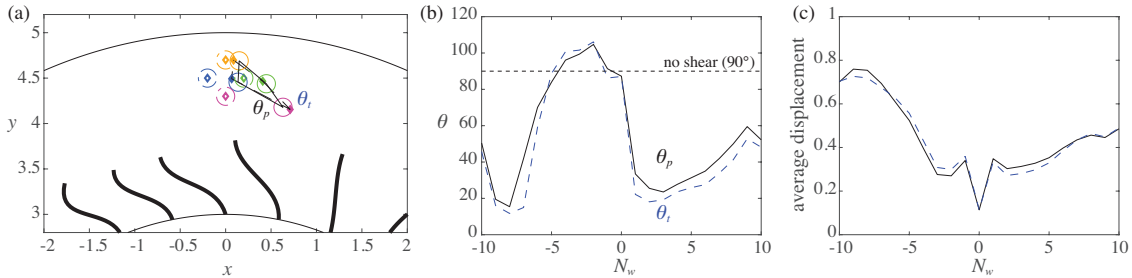 (a)
5
4.5
4
y
3.5
3
-2
-1.5
-1
-0.5
0
0.5
1
1.5
2
x
θp
θt
(b)
120
100
80
θ
60
40
20
0
-10
-5
0
5
10
Nw
no shear (90°)
θp
θt
(c)
1
0.8
0.6
0.4
0.2
0
average displacement
-10
-5
0
5
10
Nw